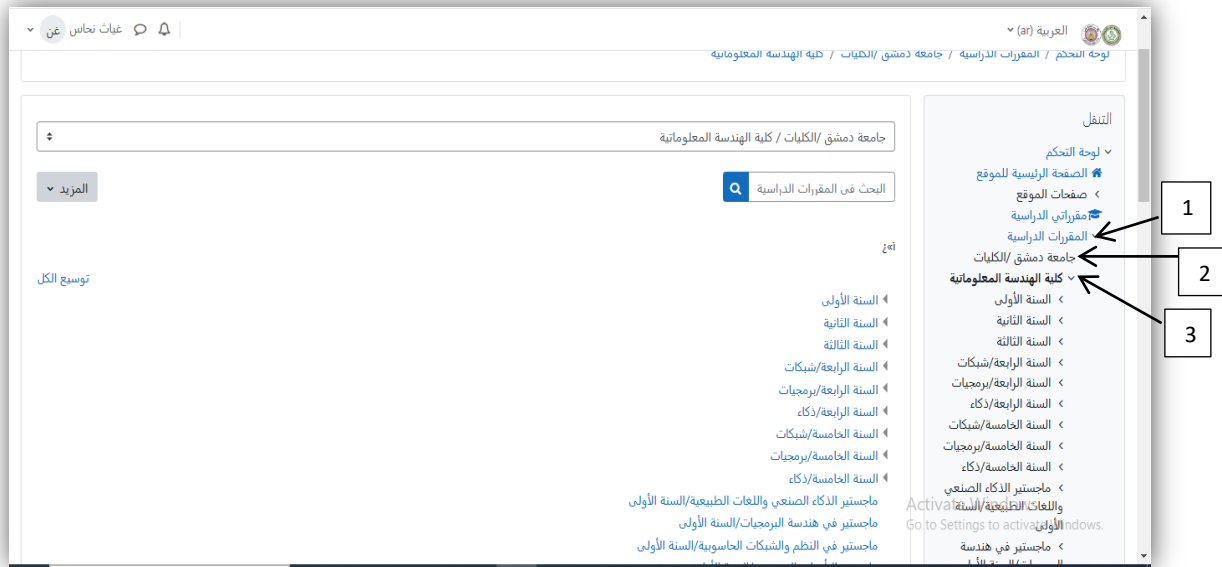 العربية (ar)
غياث نحاس
غن
لوحة التحكم / المقررات الدراسية / جامعة دمشق /الكليات / كلية الهندسة المعلوماتية
التنقل
لوحة التحكم
الصفحة الرئيسية للموقع
صفحات الموقع
مقرراتي الدراسية
المقررات الدراسية
جامعة دمشق /الكليات
كلية الهندسة المعلوماتية
السنة الأولى
السنة الثانية
السنة الثالثة
السنة الرابعة/شبكات
السنة الرابعة/برمجيات
السنة الرابعة/ذكاء
السنة الخامسة/شبكات
السنة الخامسة/برمجيات
السنة الخامسة/ذكاء
ماجستير الذكاء الصنعي
واللغات الطبيعية/السنة
الأولى
ماجستير في هندسة
1
2
3
جامعة دمشق /الكليات / كلية الهندسة المعلوماتية
البحث في المقررات الدراسية
المزيد
ï»¿
توسيع الكل
السنة الأولى
السنة الثانية
السنة الثالثة
السنة الرابعة/شبكات
السنة الرابعة/برمجيات
السنة الرابعة/ذكاء
السنة الخامسة/شبكات
السنة الخامسة/برمجيات
السنة الخامسة/ذكاء
ماجستير الذكاء الصنعي واللغات الطبيعية/السنة الأولى
ماجستير في هندسة البرمجيات/السنة الأولى
ماجستير في النظم والشبكات الحاسوبية/السنة الأولى
Activate Windows
Go to Settings to activate Windows.